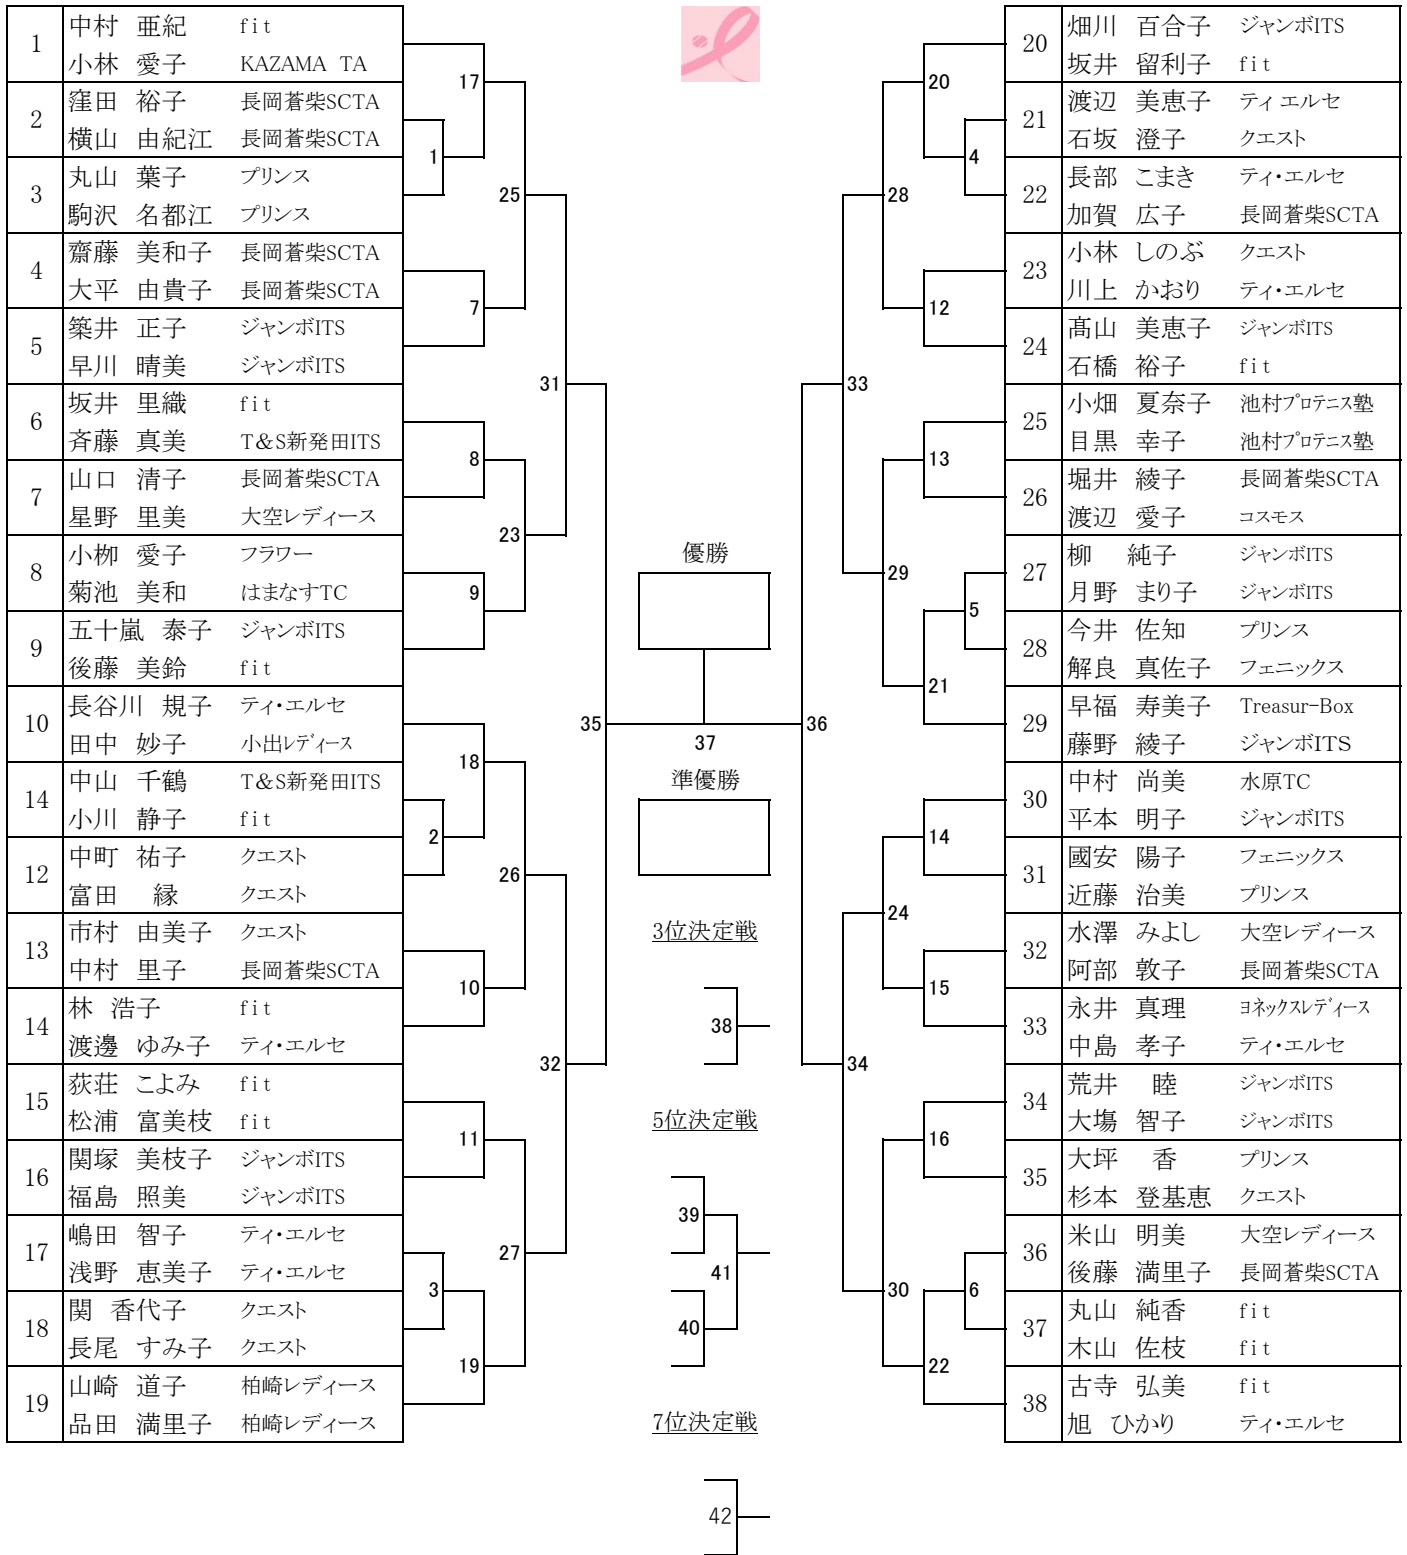 1 中村 亜紀 fit
小林 愛子 KAZAMA TA
2 窪田 裕子 長岡蒼柴SCTA
横山 由紀江 長岡蒼柴SCTA
3 丸山 葉子 プリンス
駒沢 名都江 プリンス
4 齋藤 美和子 長岡蒼柴SCTA
大平 由貴子 長岡蒼柴SCTA
5 築井 正子 ジャンボITS
早川 晴美 ジャンボITS
6 坂井 里織 fit
斉藤 真美 T&S新発田ITS
7 山口 清子 長岡蒼柴SCTA
星野 里美 大空レディース
8 小栁 愛子 フラワー
菊池 美和 はまなすTC
9 五十嵐 泰子 ジャンボITS
後藤 美鈴 fit
10 長谷川 規子 ティ・エルセ
田中 妙子 小出レディース
14 中山 千鶴 T&S新発田ITS
小川 静子 fit
12 中町 祐子 クエスト
富田 縁 クエスト
13 市村 由美子 クエスト
中村 里子 長岡蒼柴SCTA
14 林 浩子 fit
渡邊 ゆみ子 ティ・エルセ
15 荻荘 こよみ fit
松浦 富美枝 fit
16 関塚 美枝子 ジャンボITS
福島 照美 ジャンボITS
17 嶋田 智子 ティ・エルセ
浅野 恵美子 ティ・エルセ
18 関 香代子 クエスト
長尾 すみ子 クエスト
19 山崎 道子 柏崎レディース
品田 満里子 柏崎レディース
17
1
25
7
31
8
23
9
35
18
2
26
10
32
11
27
3
19
優勝
37
準優勝
3位決定戦
38
5位決定戦
39
41
40
7位決定戦
42
20
4
28
12
33
13
29
5
21
36
14
24
15
34
16
30
6
22
20 畑川 百合子 ジャンボITS
坂井 留利子 fit
21 渡辺 美恵子 ティエルセ
石坂 澄子 クエスト
22 長部 こまき ティ・エルセ
加賀 広子 長岡蒼柴SCTA
23 小林 しのぶ クエスト
川上 かおり ティ・エルセ
24 髙山 美恵子 ジャンボITS
石橋 裕子 fit
25 小畑 夏奈子 池村プロテニス塾
目黒 幸子 池村プロテニス塾
26 堀井 綾子 長岡蒼柴SCTA
渡辺 愛子 コスモス
27 柳 純子 ジャンボITS
月野 まり子 ジャンボITS
28 今井 佐知 プリンス
解良 真佐子 フェニックス
29 早福 寿美子 Treasur-Box
藤野 綾子 ジャンボITS
30 中村 尚美 水原TC
平本 明子 ジャンボITS
31 國安 陽子 フェニックス
近藤 治美 プリンス
32 水澤 みよし 大空レディース
阿部 敦子 長岡蒼柴SCTA
33 永井 真理 ヨネックスレディース
中島 孝子 ティ・エルセ
34 荒井 睦 ジャンボITS
大塲 智子 ジャンボITS
35 大坪 香 プリンス
杉本 登基恵 クエスト
36 米山 明美 大空レディース
後藤 満里子 長岡蒼柴SCTA
37 丸山 純香 fit
木山 佐枝 fit
38 古寺 弘美 fit
旭 ひかり ティ・エルセ